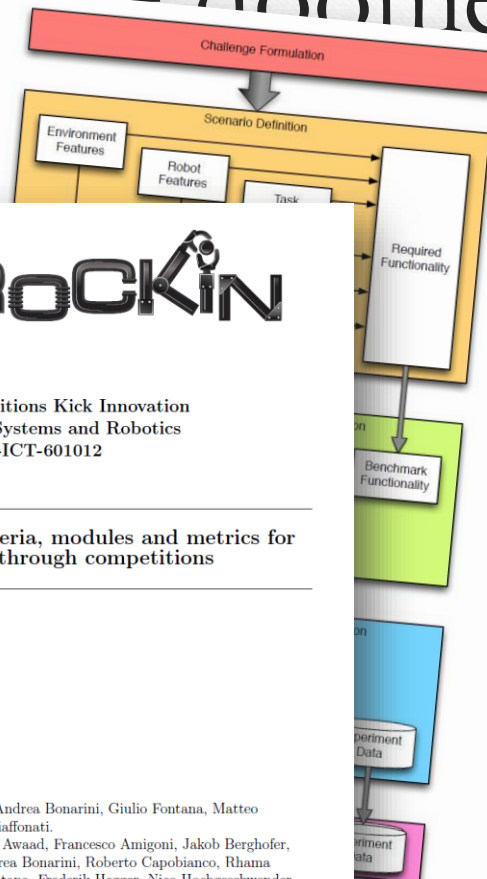 Challenge Formulation
Scenario Definition
Environment
Features
Robot
Features
Task
Required
Functionality
Benchmark
Functionality
Data
RoCKIN
itions Kick Innovation
Systems and Robotics
-ICT-601012
eria, modules and metrics for
through competitions
Andrea Bonarini, Giulio Fontana, Matteo
iaffonati.
Awaad, Francesco Amigoni, Jakob Berghofer,
rea Bonarini, Roberto Capobianco, Rhama